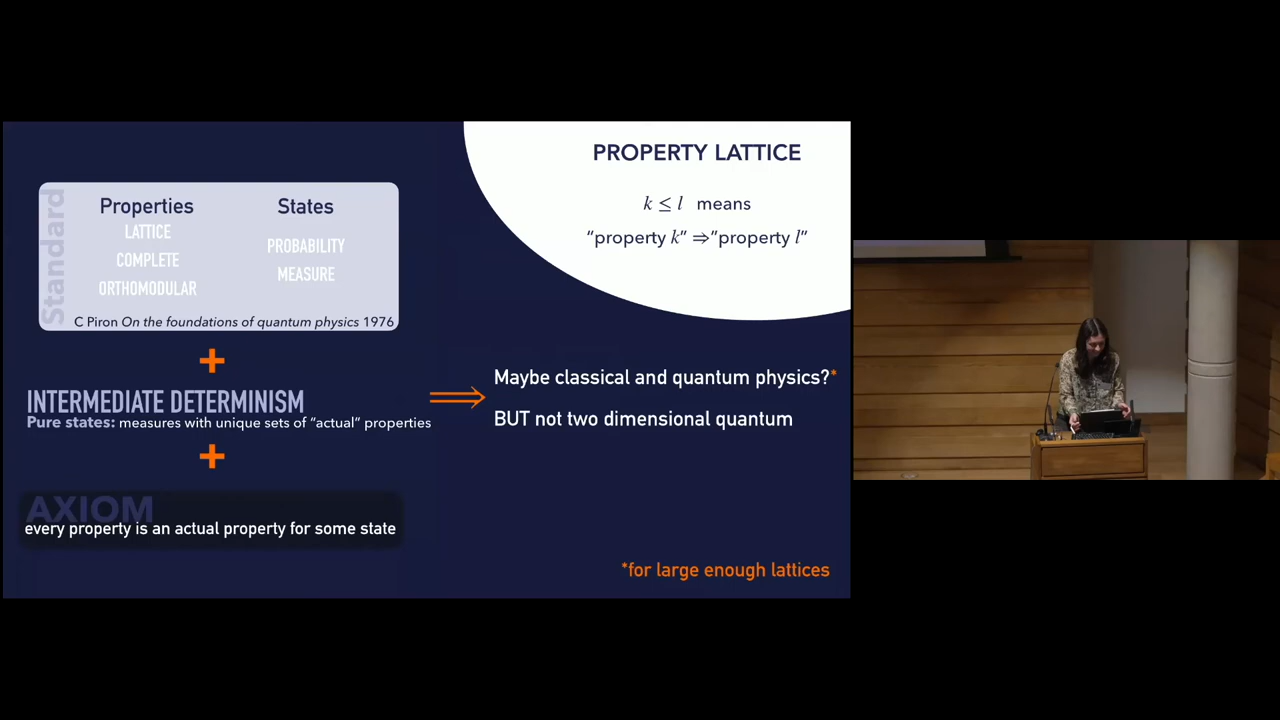 PROPERTY LATTICE
k ≤ l means
“property k” ⇒“property l”
Standard
Properties
States
LATTICE
COMPLETE
ORTHOMODULAR
PROBABILITY
MEASURE
C Piron On the foundations of quantum physics 1976
+
INTERMEDIATE DETERMINISM
Pure states: measures with unique sets of “actual” properties
+
AXIOM
every property is an actual property for some state
⇒
Maybe classical and quantum physics?*
BUT not two dimensional quantum
*for large enough lattices